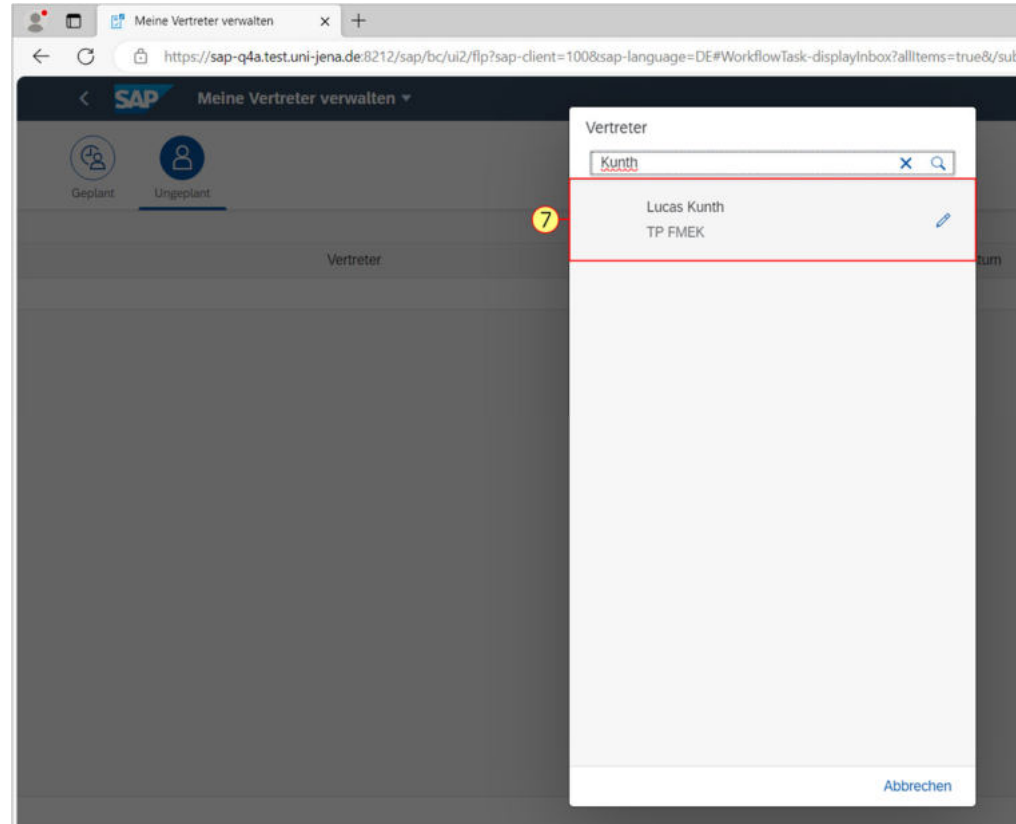 Meine Vertreter verwalten
https://sap-q4a.test.uni-jena.de:8212/sap/bc/ui2/flp?sap-client=100&sap-language=DE#WorkflowTask-displayInbox?allItems=true&/sub
SAP Meine Vertreter verwalten
Vertreter
Kunth
Geplant Ungeplant
7
Lucas Kunth
TP FMEK
Vertreter
tum
Abbrechen